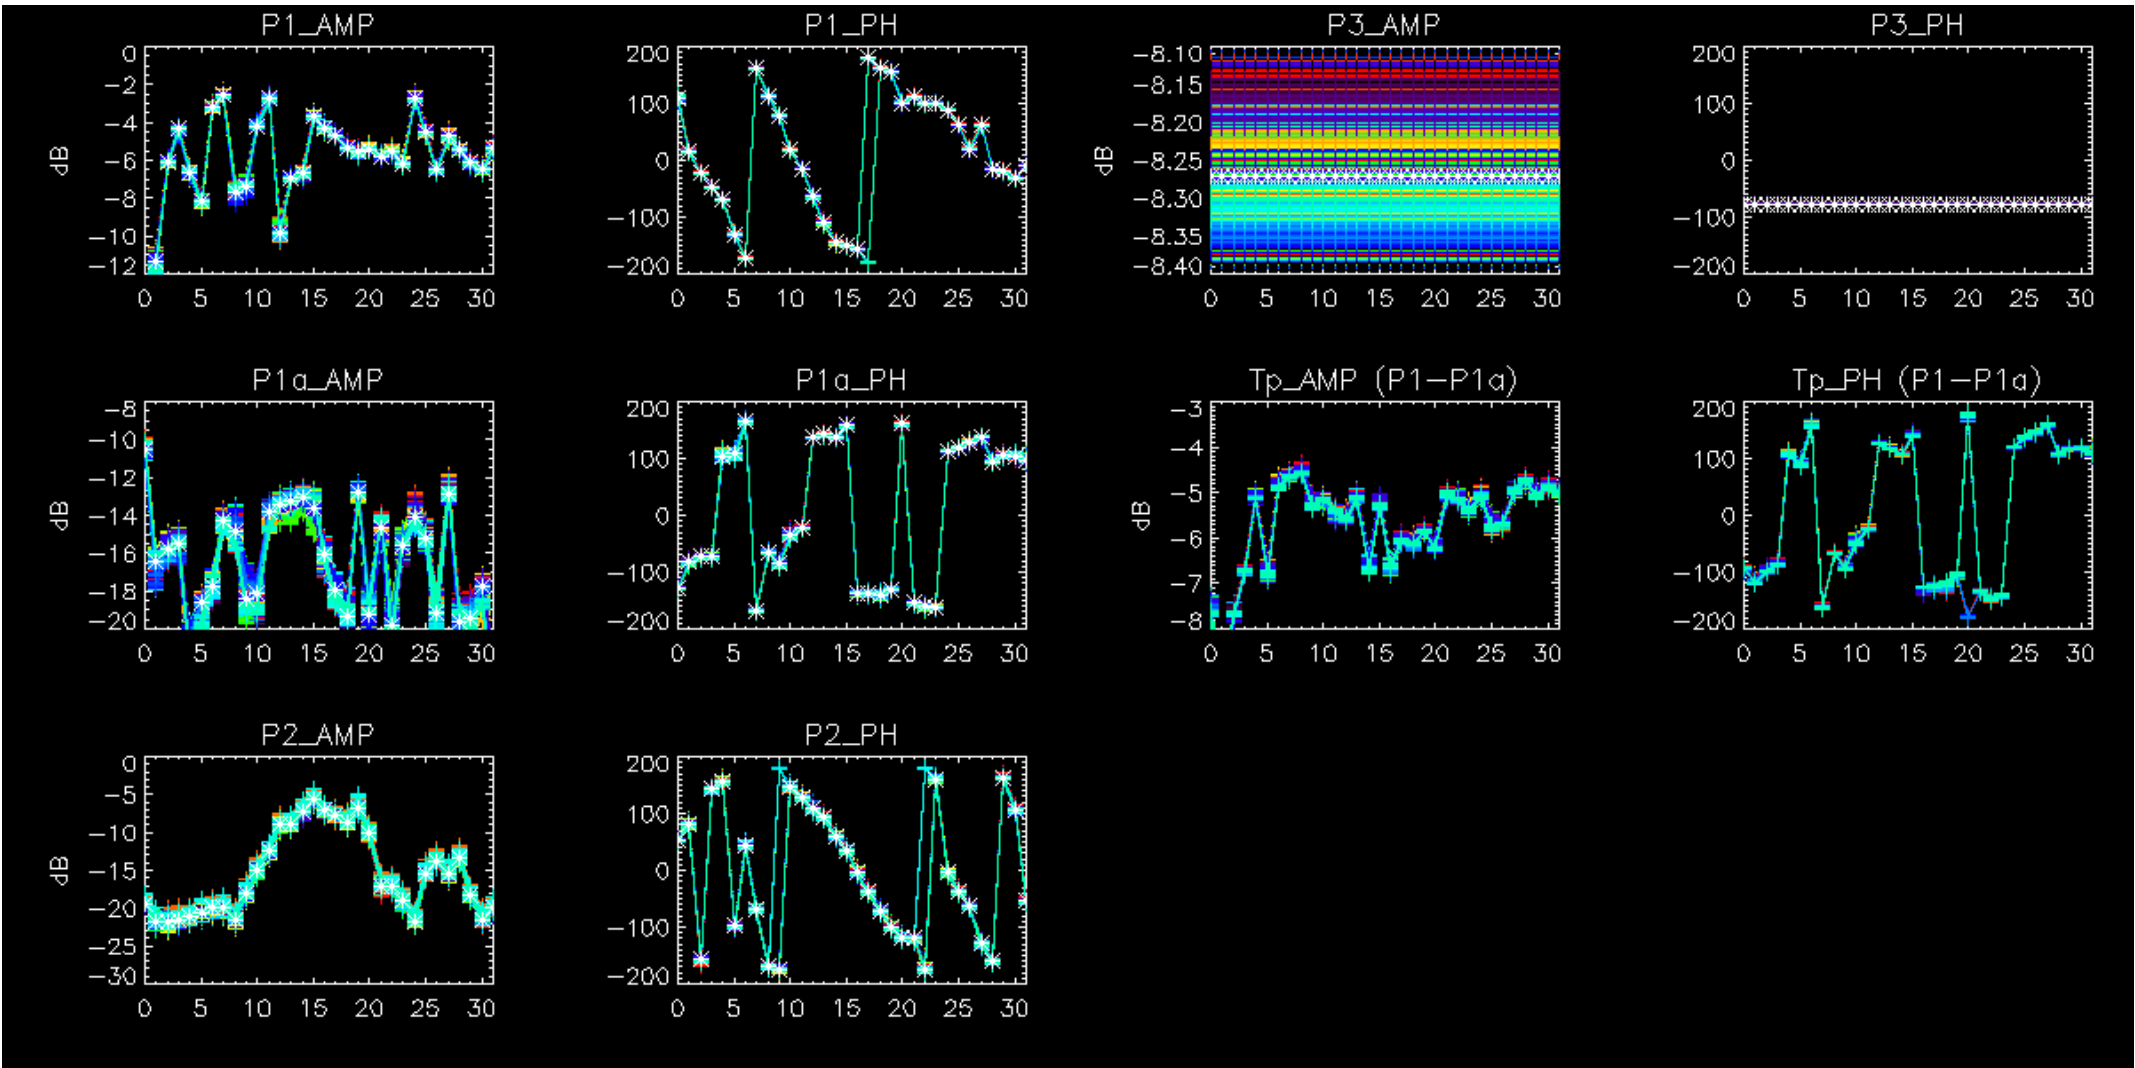 P1_AMP
dB
0
−2
−4
−6
−8
−10
−12
0 5 10 15 20 25 30
P1_PH
200
100
0
−100
−200
0 5 10 15 20 25 30
P3_AMP
dB
−8.10
−8.15
−8.20
−8.25
−8.30
−8.35
−8.40
0 5 10 15 20 25 30
P3_PH
200
100
0
−100
−200
0 5 10 15 20 25 30
P1a_AMP
dB
−8
−10
−12
−14
−16
−18
−20
0 5 10 15 20 25 30
P1a_PH
200
100
0
−100
−200
0 5 10 15 20 25 30
Tp_AMP (P1−P1a)
dB
−3
−4
−5
−6
−7
−8
0 5 10 15 20 25 30
Tp_PH (P1−P1a)
200
100
0
−100
−200
0 5 10 15 20 25 30
P2_AMP
dB
0
−5
−10
−15
−20
−25
−30
0 5 10 15 20 25 30
P2_PH
200
100
0
−100
−200
0 5 10 15 20 25 30